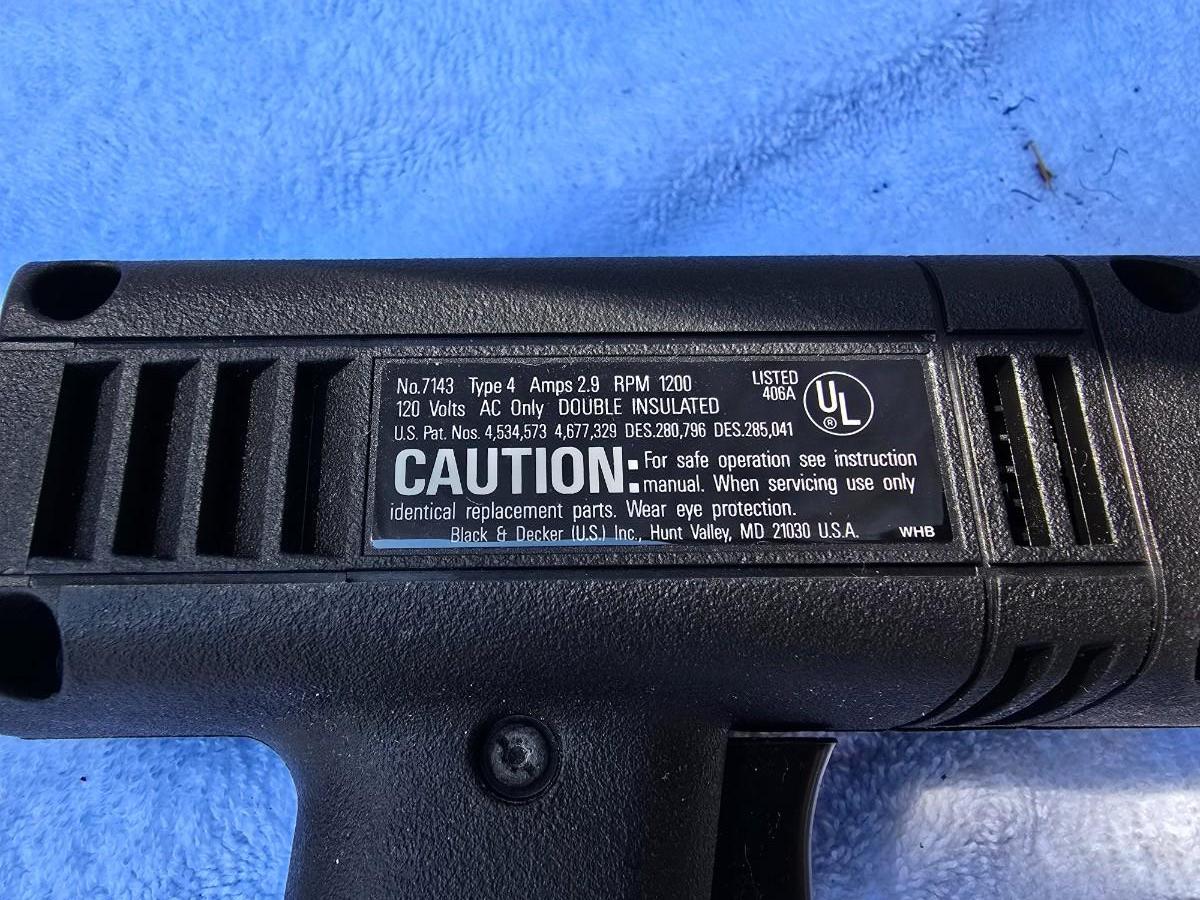 No.7143 Type 4 Amps 2.9 RPM 1200
LISTED
406A
UL
®
120 Volts AC Only DOUBLE INSULATED
U.S. Pat. Nos. 4,534,573 4,677,329 DES.280,796 DES.285,041
CAUTION: For safe operation see instruction
manual. When servicing use only
identical replacement parts. Wear eye protection.
Black & Decker (U.S.) Inc., Hunt Valley, MD 21030 U.S.A. WHB